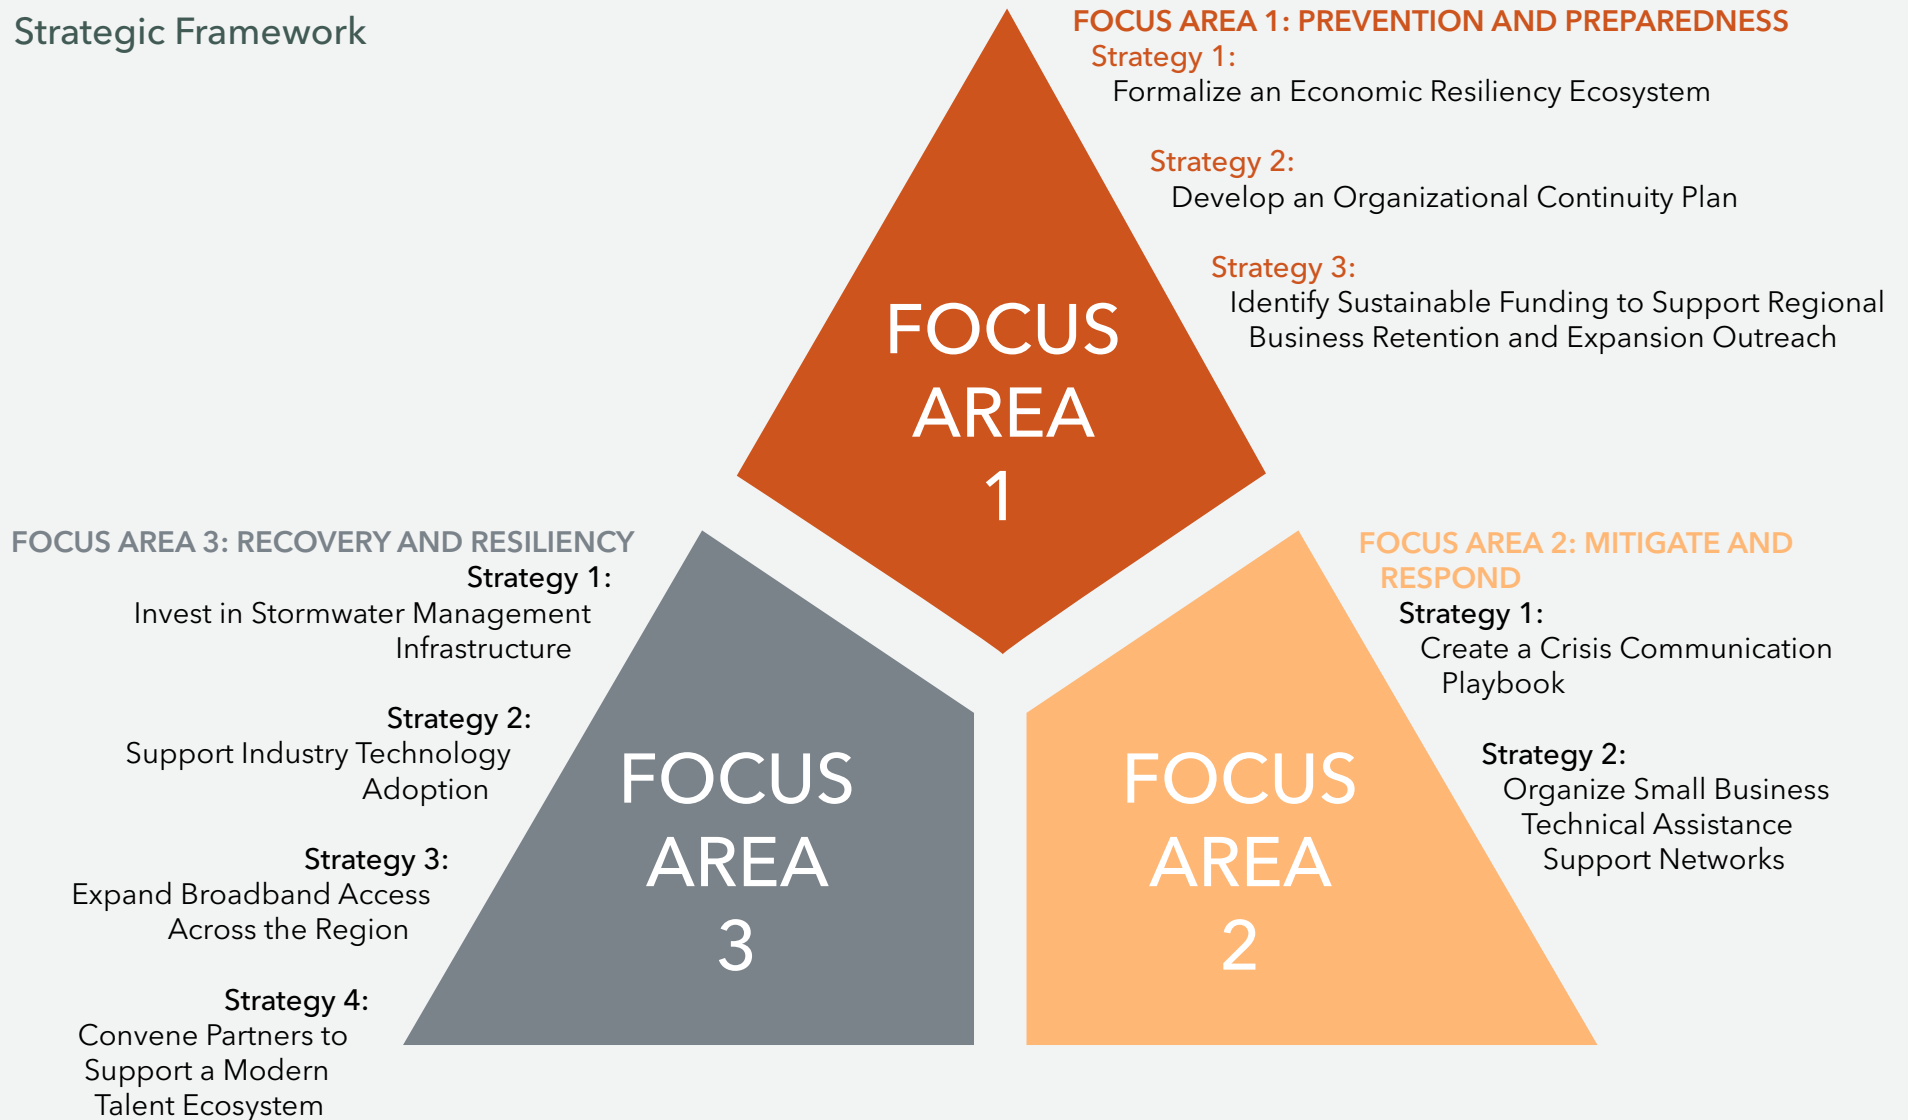 Strategic Framework
FOCUS AREA 1: PREVENTION AND PREPAREDNESS
Strategy 1:
Formalize an Economic Resiliency Ecosystem
Strategy 2:
Develop an Organizational Continuity Plan
Strategy 3:
Identify Sustainable Funding to Support Regional
Business Retention and Expansion Outreach
FOCUS
AREA
1
FOCUS AREA 3: RECOVERY AND RESILIENCY
Strategy 1:
Invest in Stormwater Management
Infrastructure
Strategy 2:
Support Industry Technology
Adoption
Strategy 3:
Expand Broadband Access
Across the Region
Strategy 4:
Convene Partners to
Support a Modern
Talent Ecosystem
FOCUS
AREA
3
FOCUS
AREA
2
FOCUS AREA 2: MITIGATE AND
RESPOND
Strategy 1:
Create a Crisis Communication
Playbook
Strategy 2:
Organize Small Business
Technical Assistance
Support Networks